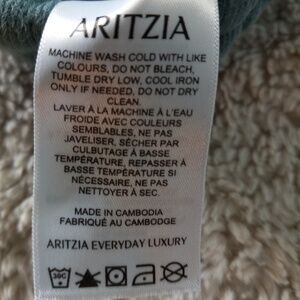 ARITZIA
MACHINE WASH COLD WITH LIKE
COLOURS, DO NOT BLEACH,
TUMBLE DRY LOW, COOL IRON
ONLY IF NEEDED, DO NOT DRY
CLEAN.
LAVER À LA MACHINE À L'EAU
FROIDE AVEC COULEURS
SEMBLABLES, NE PAS
JAVELISER, SÉCHER PAR
CULBUTAGE À BASSE
TEMPÉRATURE, REPASSER À
BASSE TEMPÉRATURE SI
NÉCESSAIRE, NE PAS
NETTOYER À SEC.
MADE IN CAMBODIA
FABRIQUÉ AU CAMBODGE
ARITZIA EVERYDAY LUXURY
30C